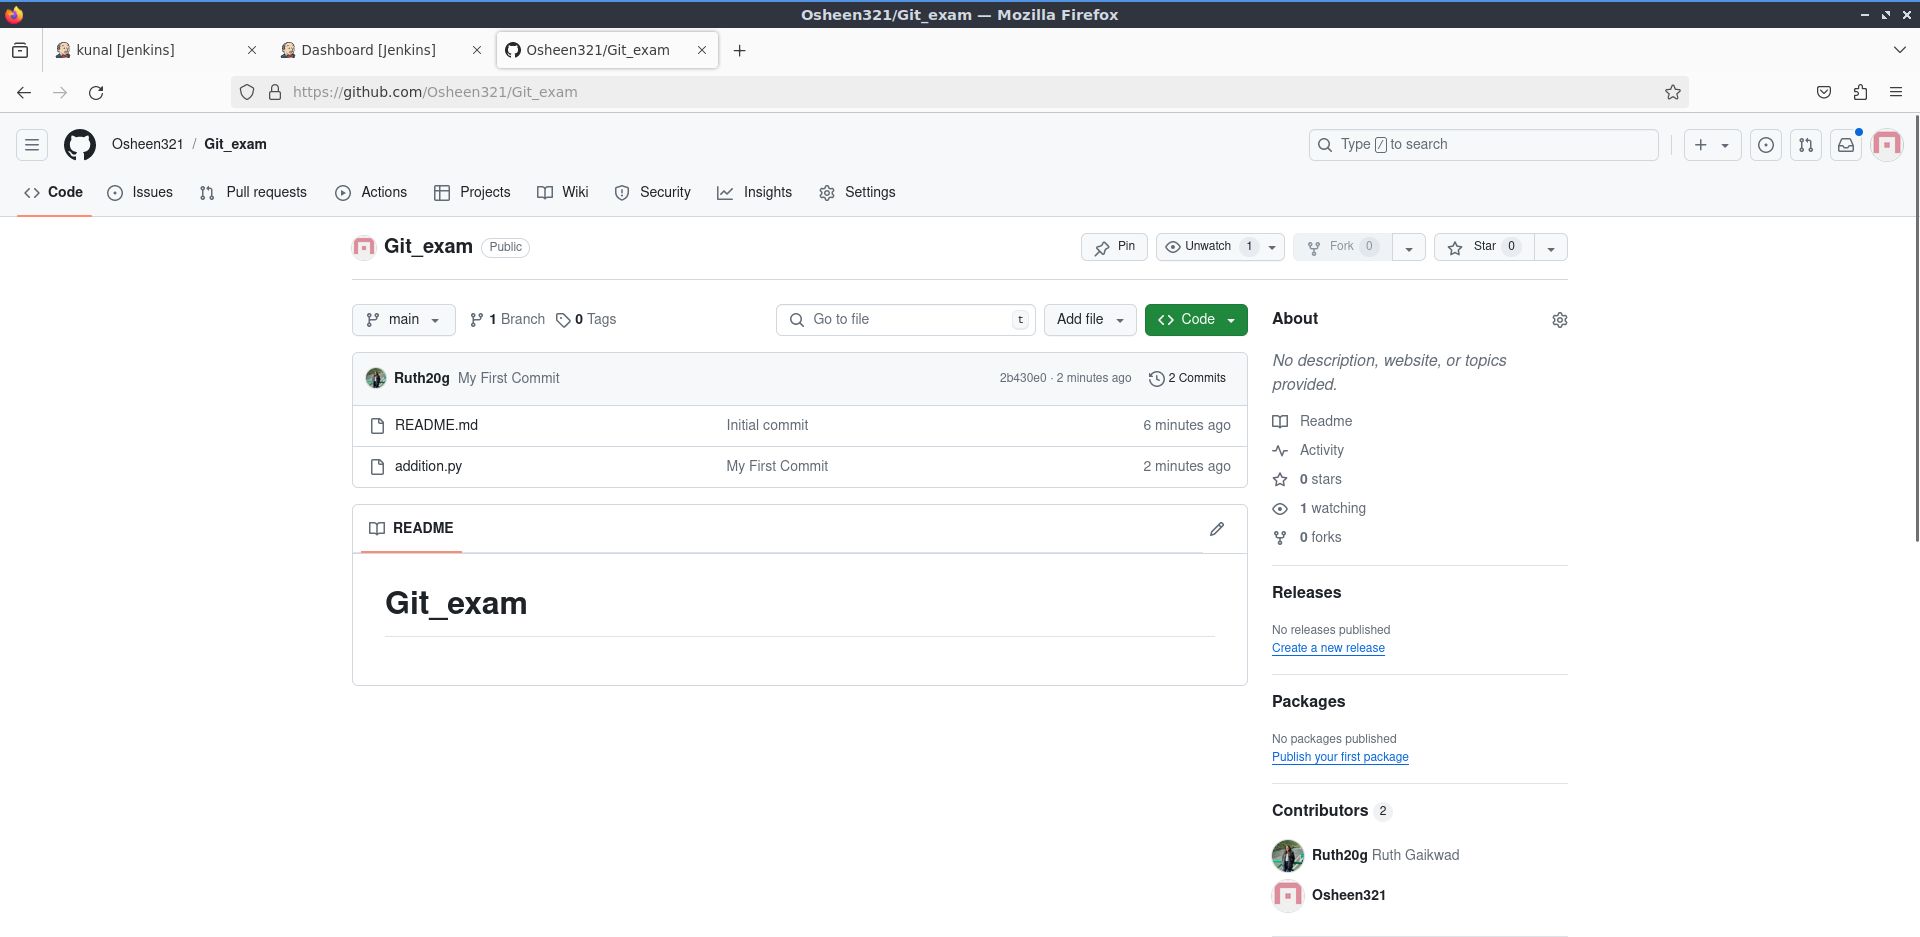 Osheen321/Git_exam — Mozilla Firefox
kunal [Jenkins]
Dashboard [Jenkins]
Osheen321/Git_exam
https://github.com/Osheen321/Git_exam
Osheen321 / Git_exam
Type / to search
Code
Issues
Pull requests
Actions
Projects
Wiki
Security
Insights
Settings
Git_exam Public
Pin
Unwatch 1
Fork 0
Star 0
main
1 Branch
0 Tags
Go to file t
Add file
Code
Ruth20g My First Commit 2b430e0 · 2 minutes ago 2 Commits
README.md Initial commit 6 minutes ago
addition.py My First Commit 2 minutes ago
README
Git_exam
About
No description, website, or topics
provided.
Readme
Activity
0 stars
1 watching
0 forks
Releases
No releases published
Create a new release
Packages
No packages published
Publish your first package
Contributors 2
Ruth20g Ruth Gaikwad
Osheen321